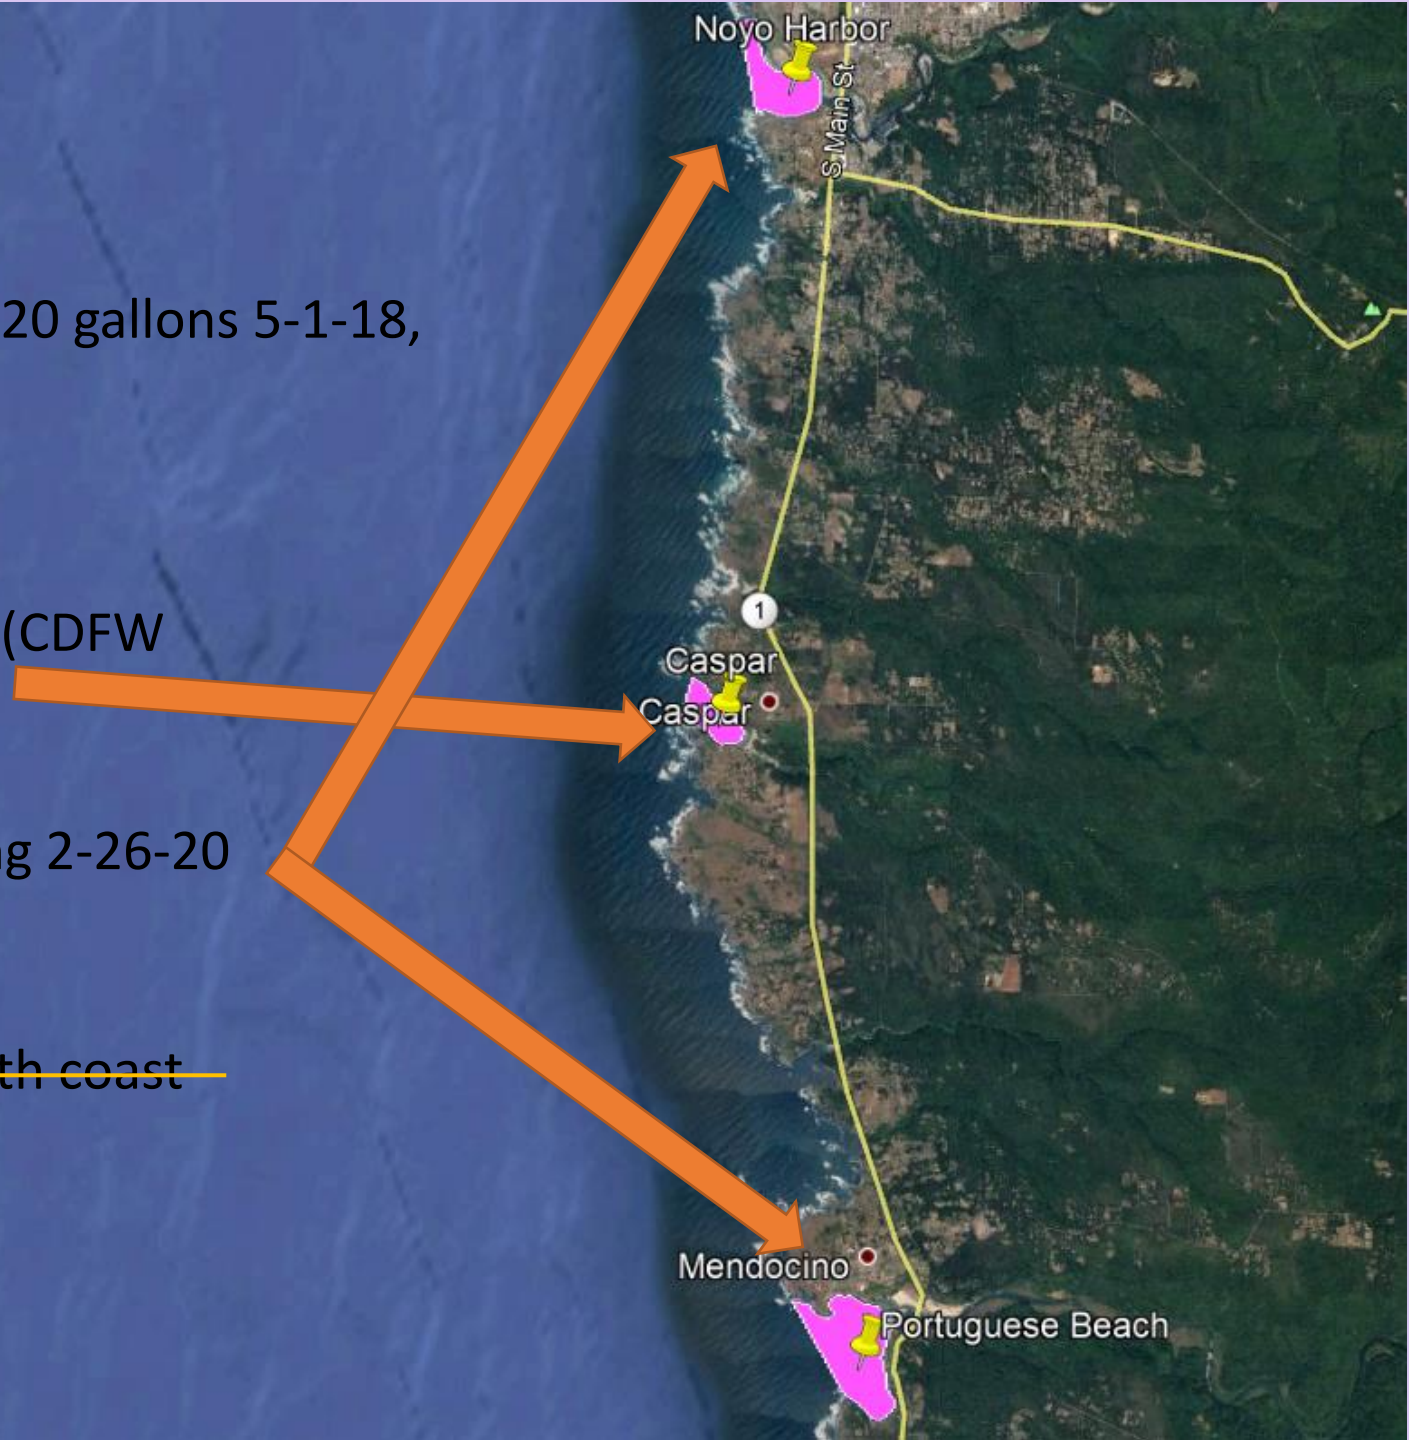 Noyo Harbor
S Main St
20 gallons 5-1-18,
1
(CDFW
Caspar
Caspar
2-26-20
coast
Mendocino
Portuguese Beach